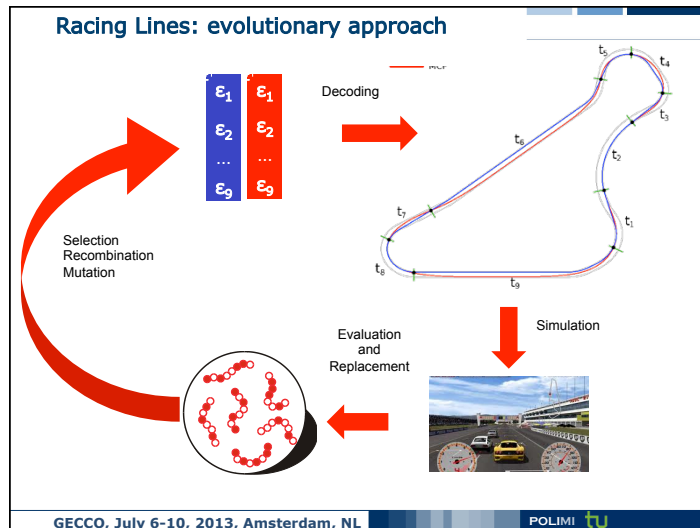 Racing Lines: evolutionary approach
ε1 ε1
ε2 ε2
... ...
ε9 ε9
Decoding
t5
t4
t3
t6
t2
t7
t1
t8
t9
Selection
Recombination
Mutation
Simulation
Evaluation
and
Replacement
GECCO, July 6-10, 2013, Amsterdam, NL
POLIMI